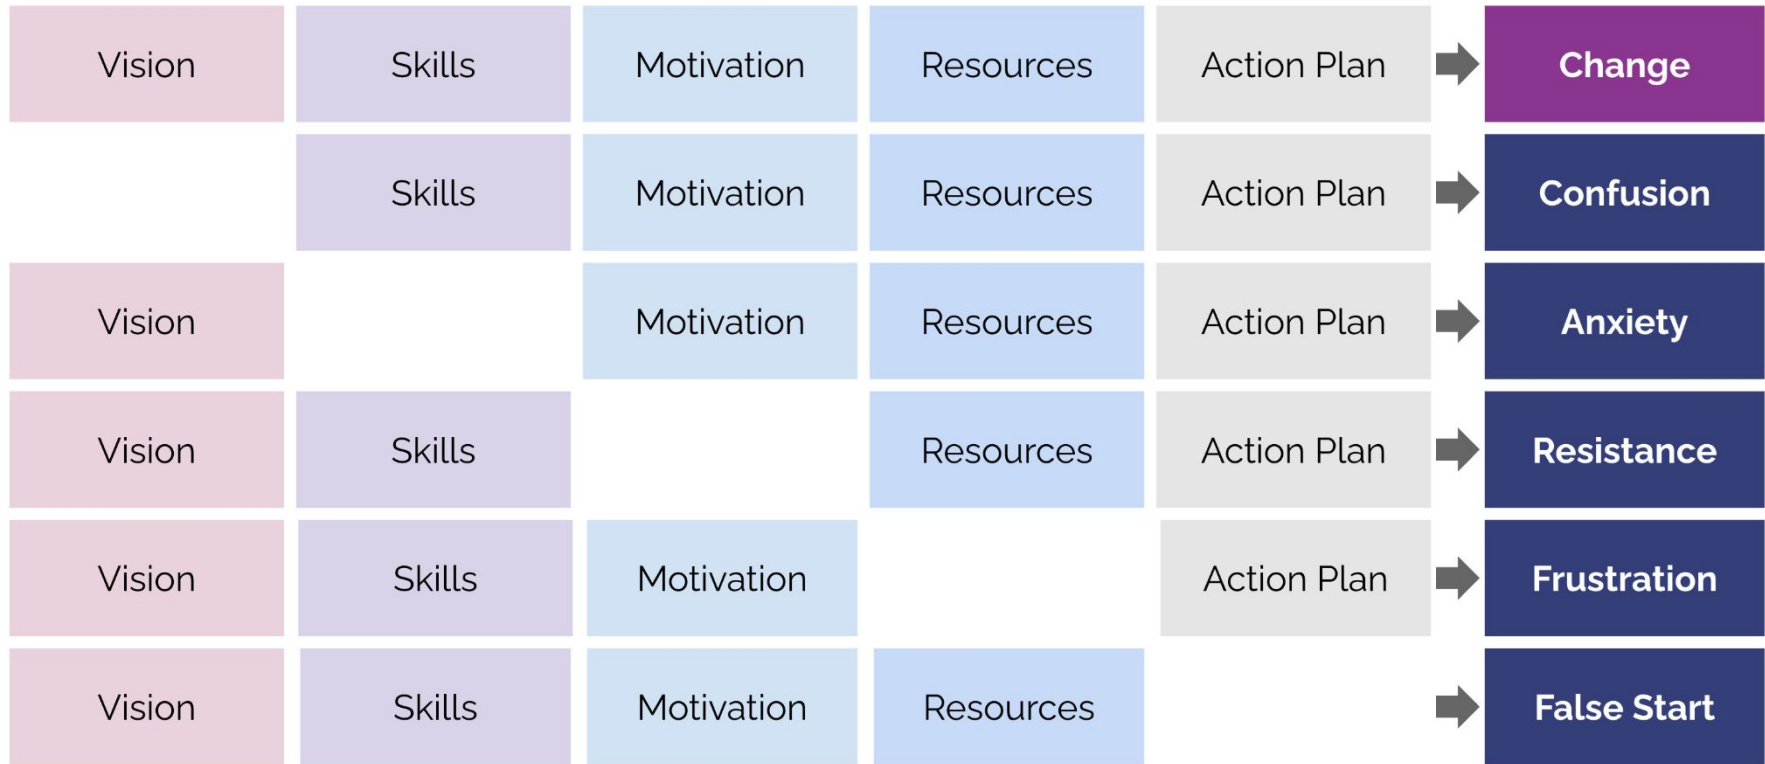 Vision Skills Motivation Resources Action Plan Change
Skills Motivation Resources Action Plan Confusion
Vision Motivation Resources Action Plan Anxiety
Vision Skills Resources Action Plan Resistance
Vision Skills Motivation Action Plan Frustration
Vision Skills Motivation Resources False Start